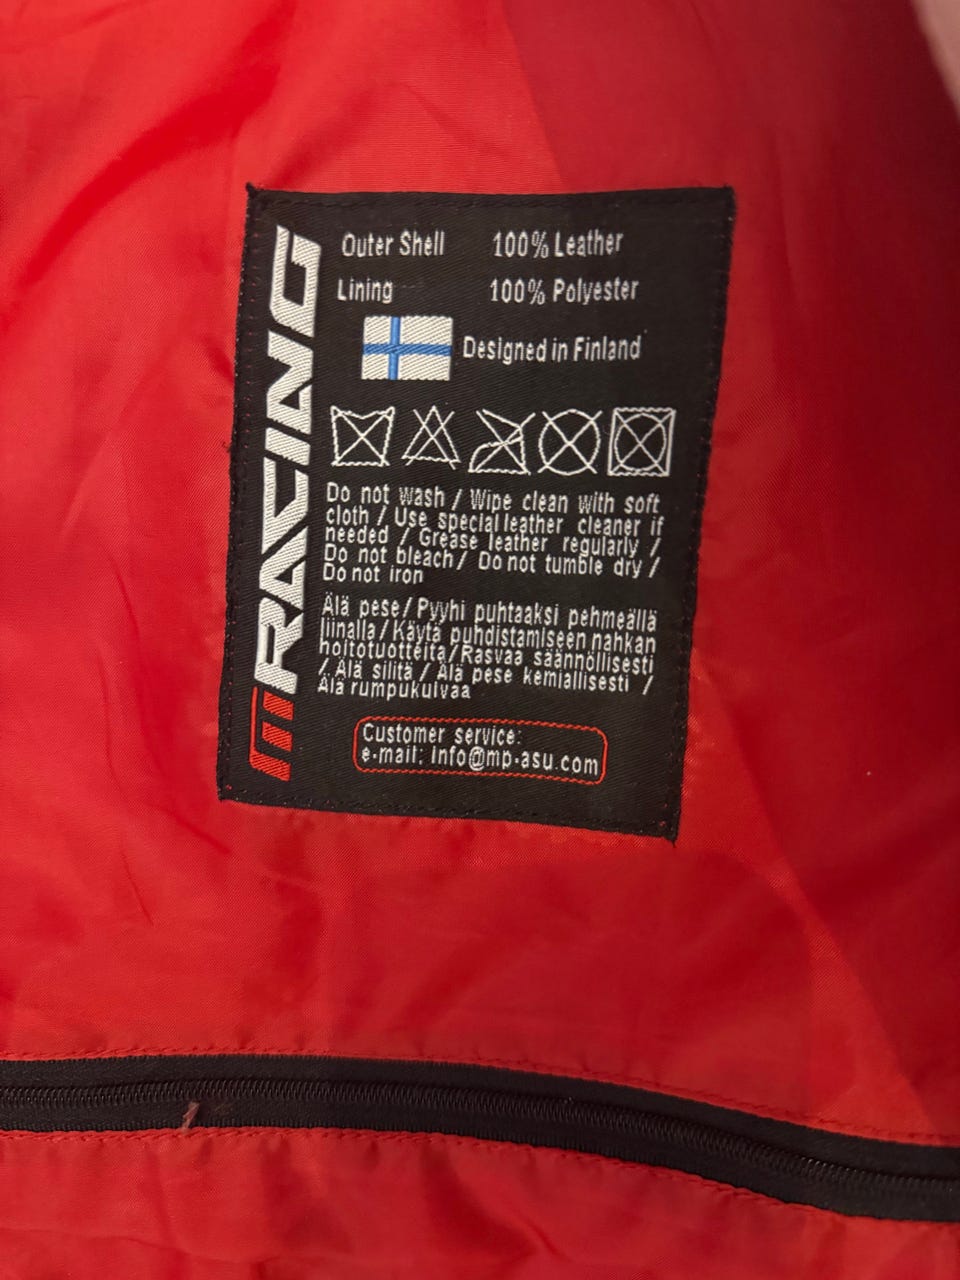 RACING
Outer Shell 100% Leather
Lining 100% Polyester
Designed in Finland
Do not wash / Wipe clean with soft
cloth / Use special leather cleaner if
needed / Grease leather regularly /
Do not bleach / Do not tumble dry /
Do not iron
Älä pese / Pyyhi puhtaaksi pehmeällä
liinalla / Käytä puhdistamiseen nahkan
hoitotuotteita / Rasvaa säännöllisesti
/ Älä silitä / Älä pese kemiallisesti /
Älä rumpukuivaa
Customer service:
e-mail: info@mp-asu.com